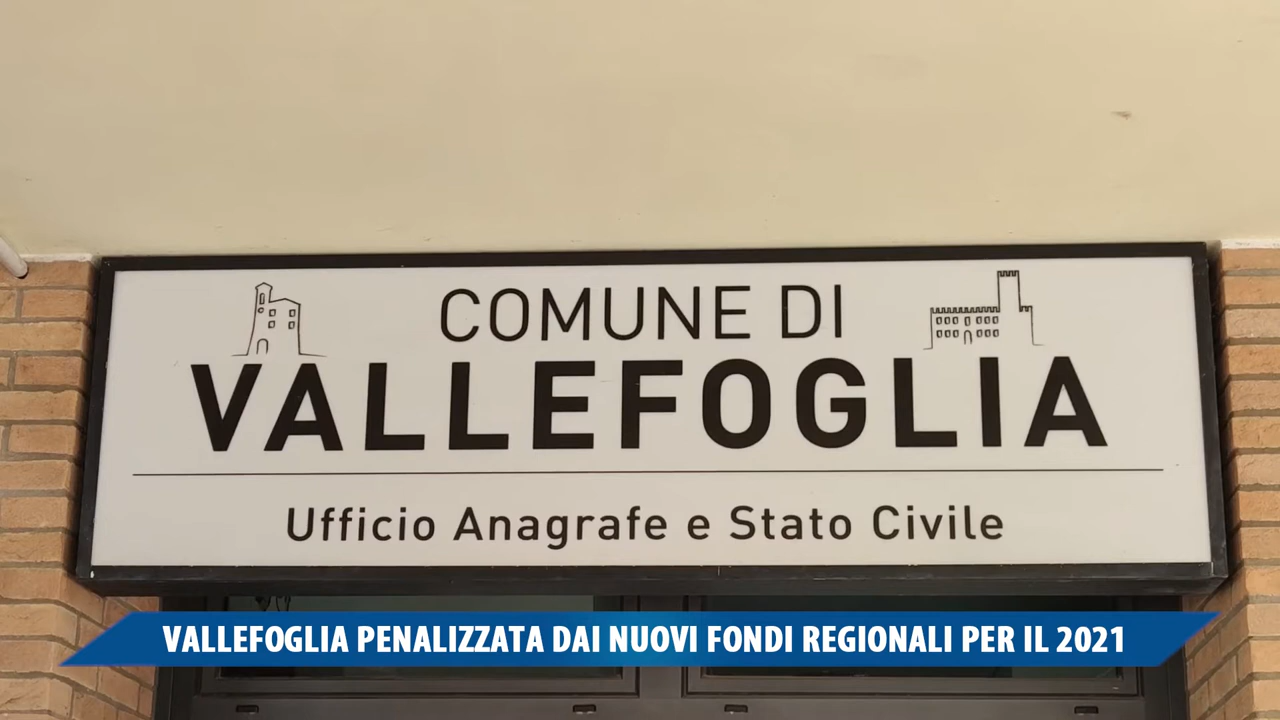 COMUNE DI
VALLEFOGLIA
Ufficio Anagrafe e Stato Civile
VALLEFOGLIA PENALIZZATA DAI NUOVI FONDI REGIONALI PER IL 2021